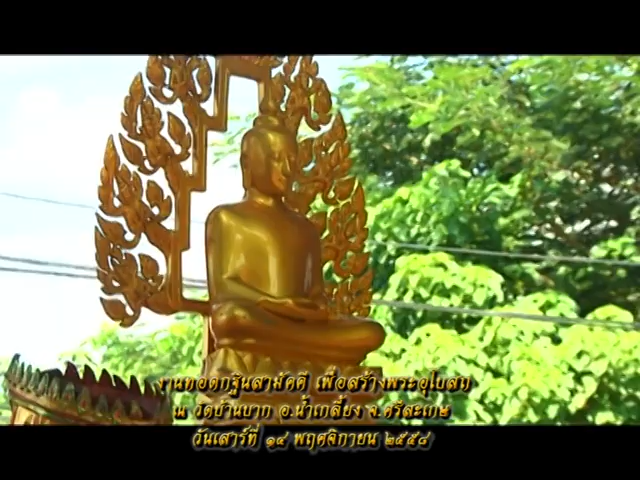 งานทอดกฐินสามัคคี เพื่อสร้างพระอุโบสถ
ณ วัดบ้านบาก อ.น้ำเกลี้ยง จ.ศรีสะเกษ
วันเสาร์ที่ ๑๔ พฤศจิกายน ๒๕๕๘